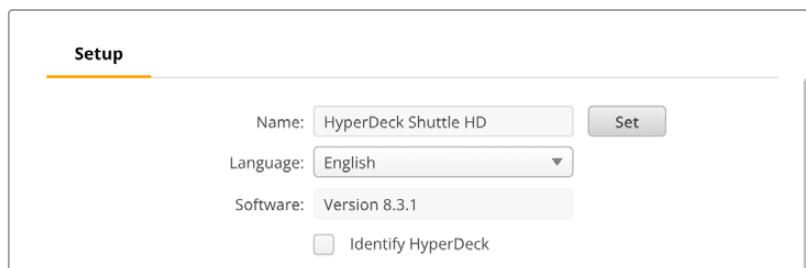 Setup
Name: HyperDeck Shuttle HD Set
Language: English
Software: Version 8.3.1
Identify HyperDeck